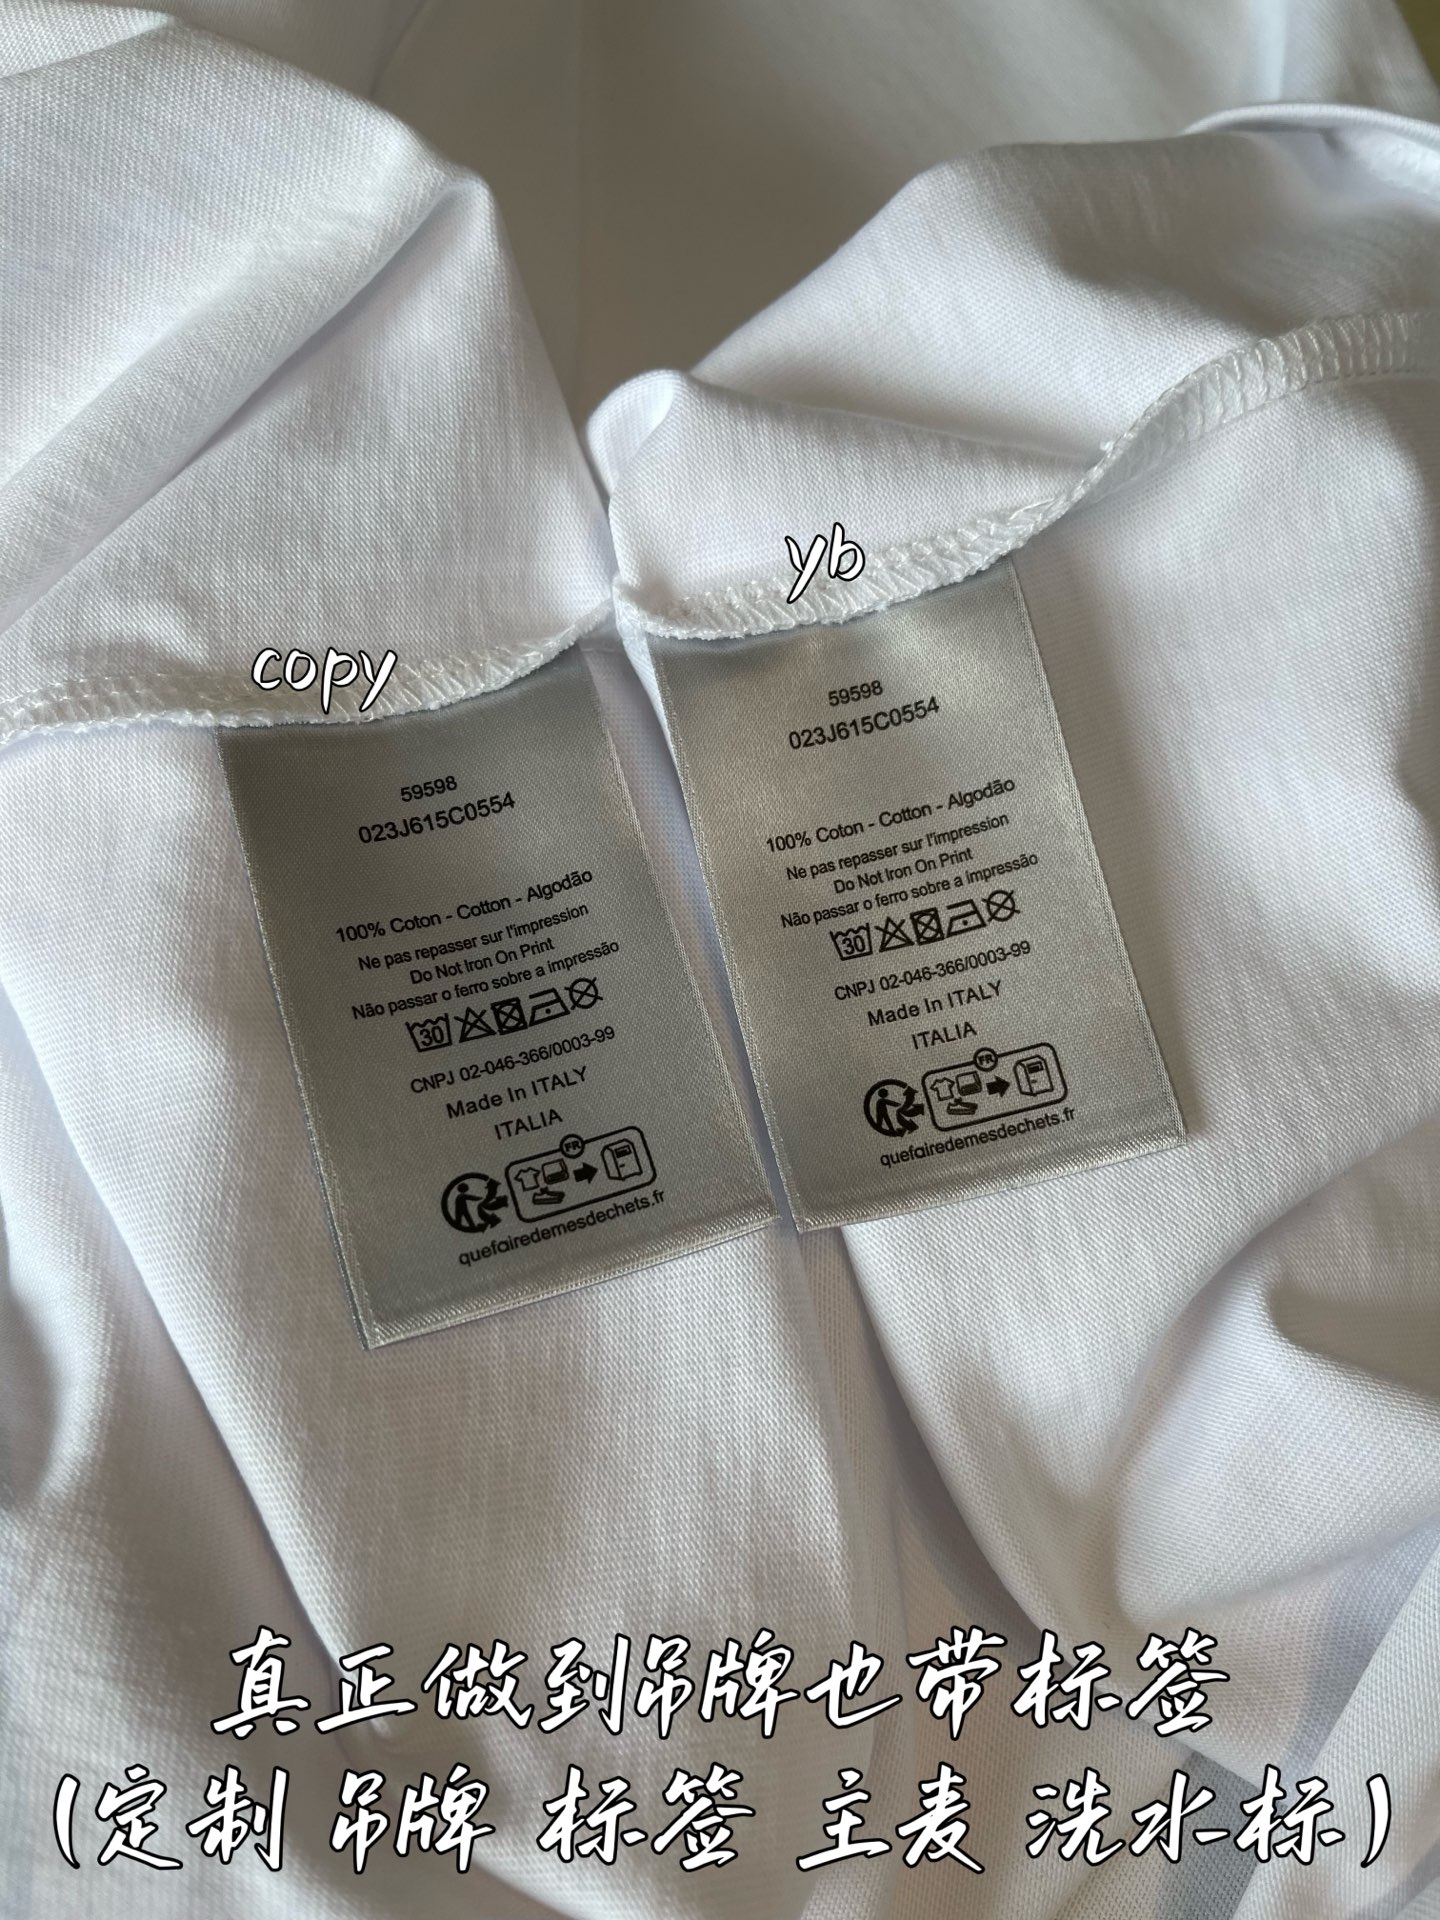 copy
59598
023J615C0554
100% Coton - Cotton - Algodão
Ne pas repasser sur l'impression
Do Not Iron On Print
Não passar o ferro sobre a impressão
30
CNPJ 02-046-366/0003-99
Made In ITALY
ITALIA
FR
quefairedemesdechets.fr
yb
59598
023J615C0554
100% Coton - Cotton - Algodão
Ne pas repasser sur l'impression
Do Not Iron On Print
Não passar o ferro sobre a impressão
30
CNPJ 02-046-366/0003-99
Made In ITALY
ITALIA
FR
quefairedemesdechets.fr
真正做到吊牌也带标签
(定制 吊牌 标签 主麦 洗水标)